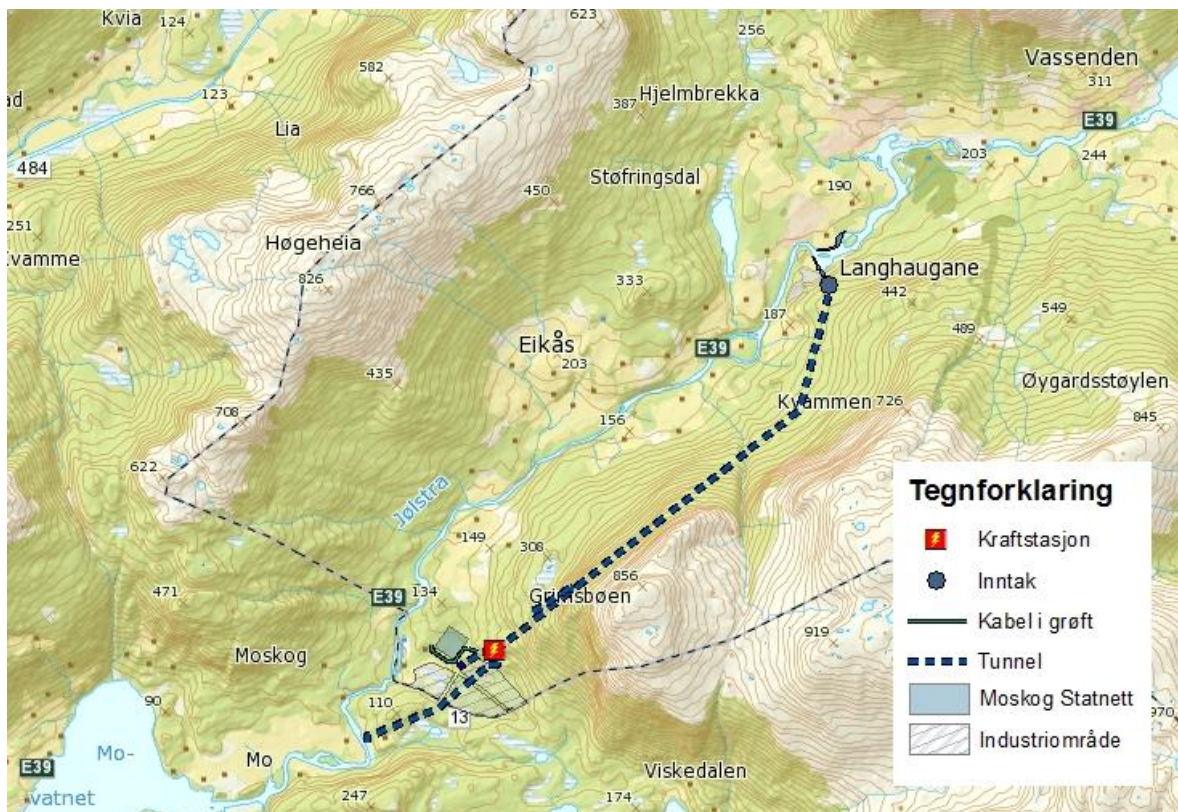 Kvia
124
623
256
Vassenden
311
582
387
Hjelmbrekka
123
ad
Lia
E39
203
244
484
Støfringsdal
450
190
766
251
Kvamme
Høgeheia
826
333
Langhaugane
442
549
187
489
Eikås
E39
203
435
Øygardsstøylen
Kvammen
726
845
708
156
622
Jølstra
149
308
856
Grimsbøen
471
E39
134
919
Moskog
110
90
13
970
Mo-
vatnet
Mo
E39
247
174
Viskedalen
Tegnforklaring
Kraftstasjon
Inntak
Kabel i grøft
Tunnel
Moskog Statnett
Industriområde